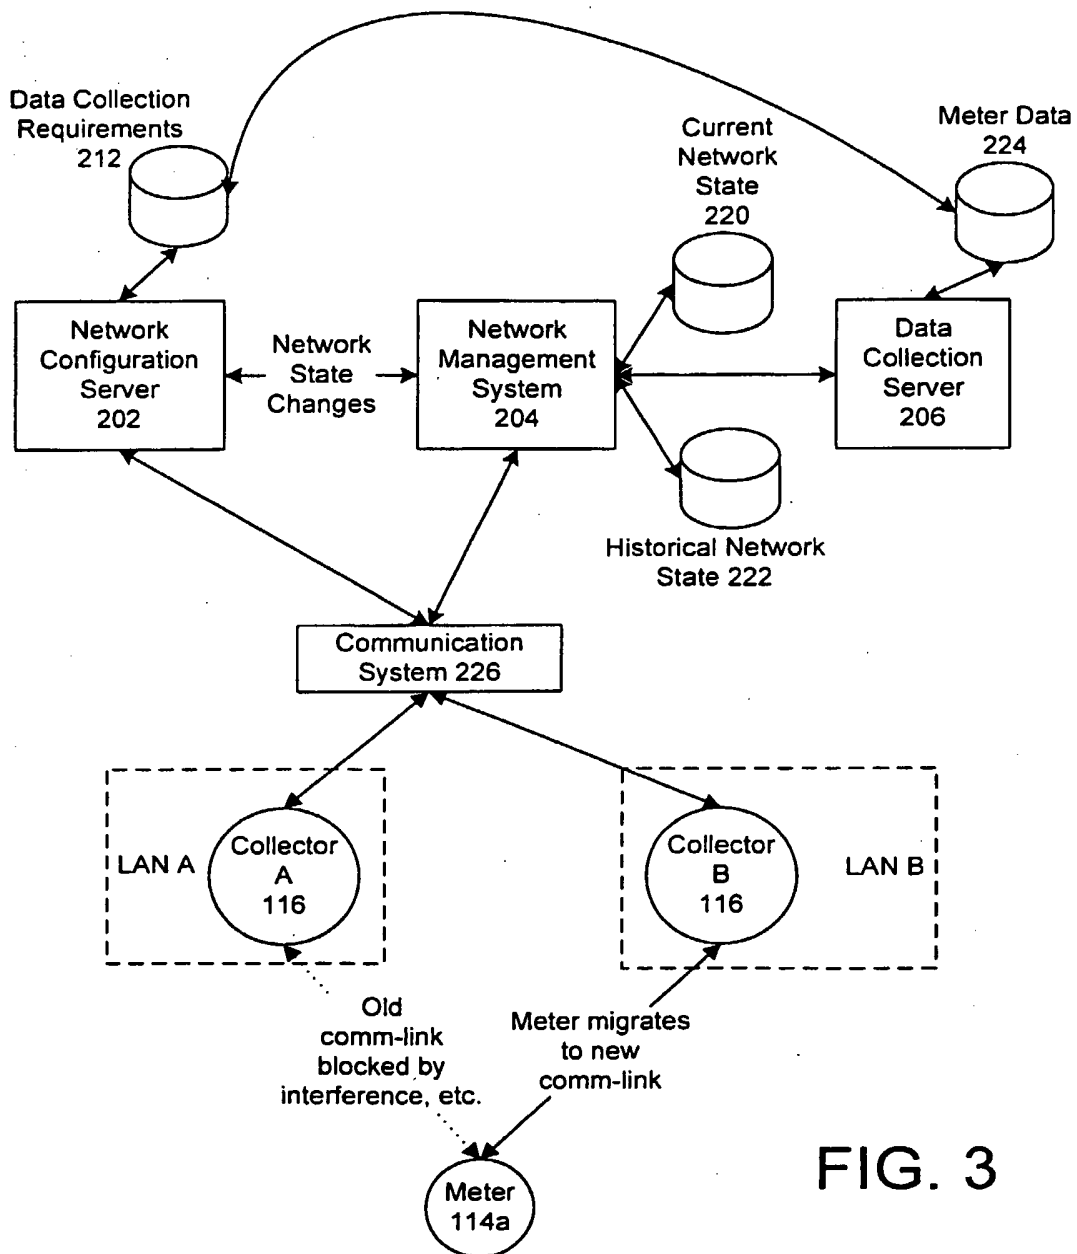 Data Collection
Requirements
212
Current
Network
State
220
Meter Data
224
Network
Configuration
Server
202
Network
State
Changes
Network
Management
System
204
Data
Collection
Server
206
Historical Network
State 222
Communication
System 226
LAN A
Collector
A
116
Collector
B
116
LAN B
Old
comm-link
blocked by
interference, etc.
Meter migrates
to new
comm-link
Meter
114a
FIG. 3